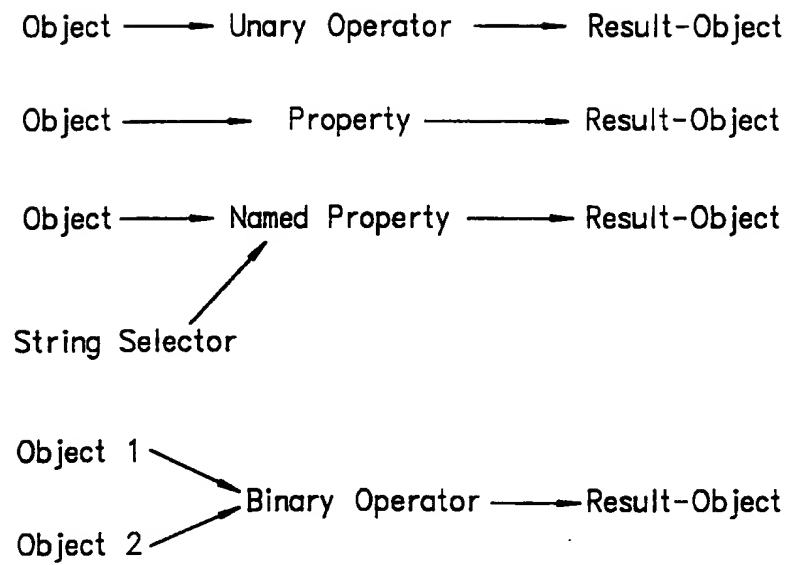 Object Unary Operator Result-Object
Object Property Result-Object
Object Named Property Result-Object
String Selector
Object 1
Binary Operator Result-Object
Object 2